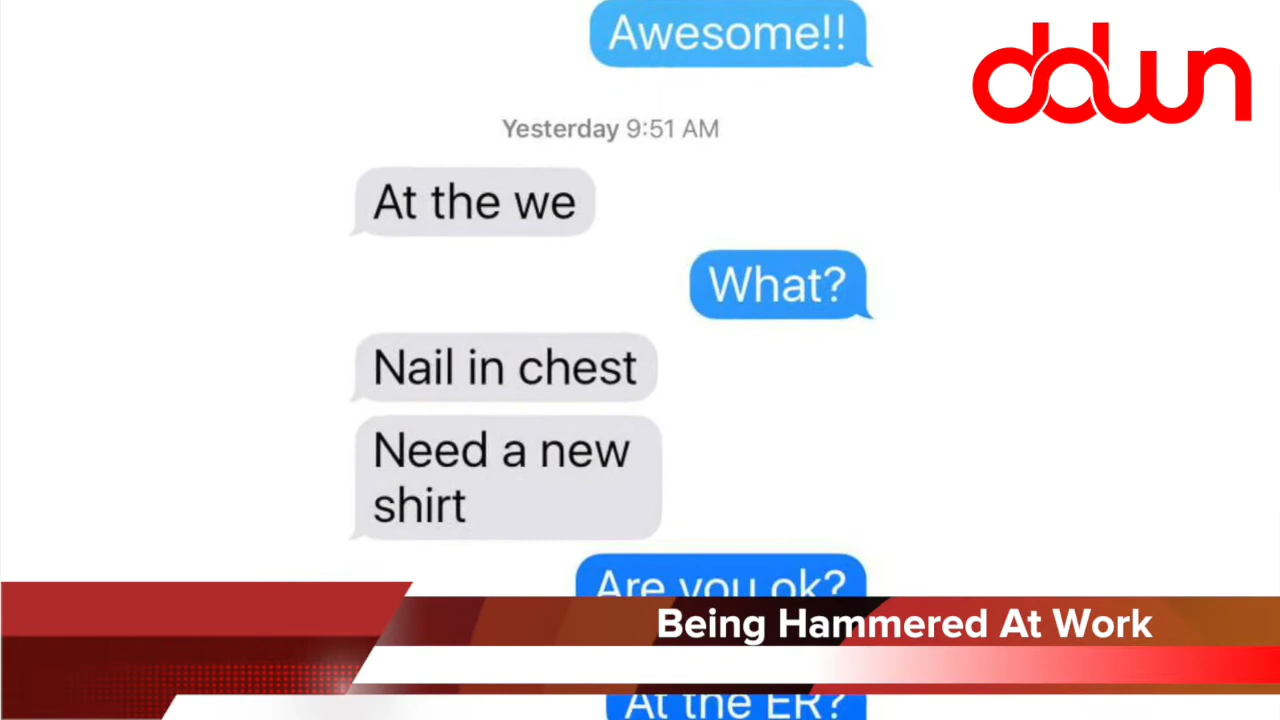 Awesome!!
down
Yesterday 9:51 AM
At the we
What?
Nail in chest
Need a new
shirt
Are you ok?
Being Hammered At Work
At the ER?